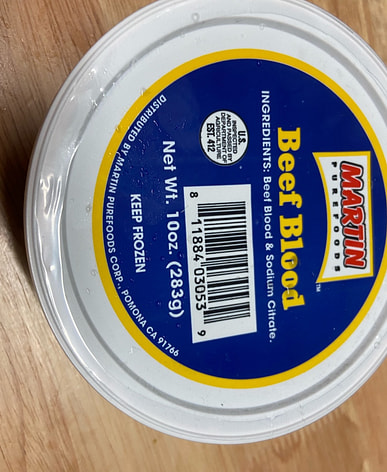 MARTIN
PUREFOODS
™
Beef Blood
INGREDIENTS: Beef Blood & Sodium Citrate.
U.S.
INSPECTED
AND PASSED BY
DEPARTMENT OF
AGRICULTURE
EST. 412
8 11884 03053 9
Net Wt. 10oz. (283g)
KEEP FROZEN
DISTRIBUTED BY MARTIN PUREFOODS CORP., POMONA CA 91766